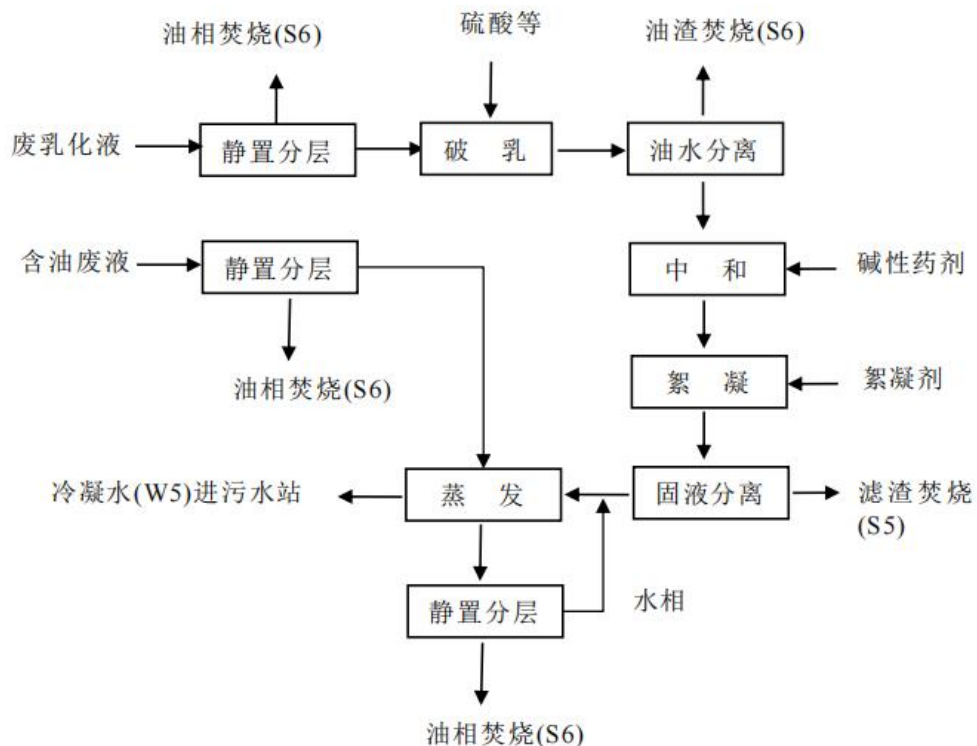 油相焚烧(S6)
硫酸等
油渣焚烧(S6)
废乳化液
静置分层
破 乳
油水分离
含油废液
静置分层
中 和
碱性药剂
油相焚烧(S6)
絮 凝
絮凝剂
冷凝水(W5)进污水站
蒸 发
固液分离
滤渣焚烧
(S5)
静置分层
水相
油相焚烧(S6)